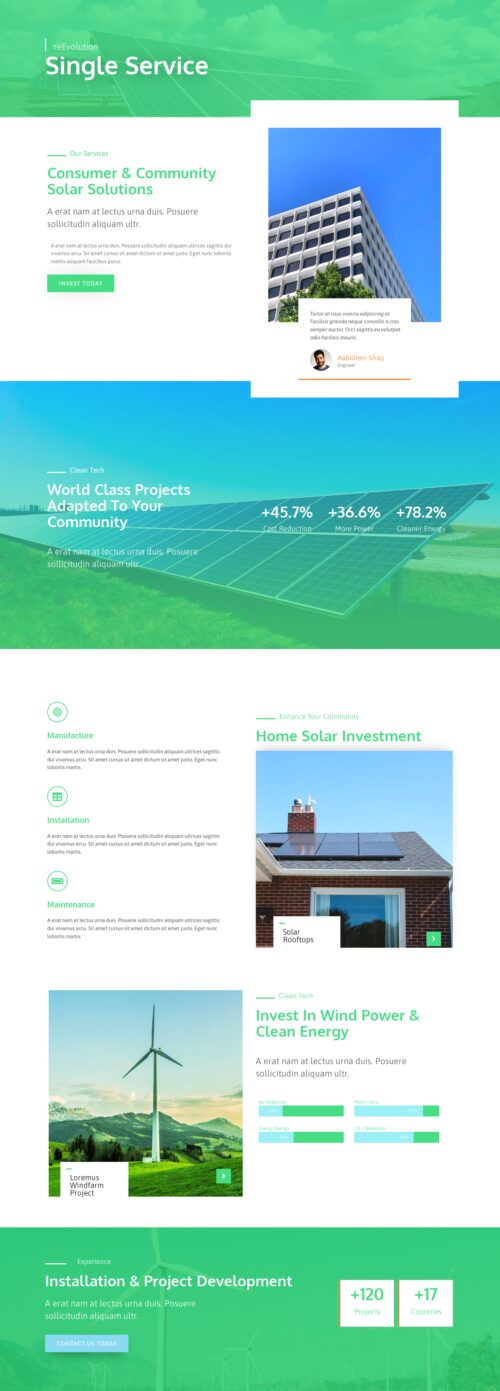 reEvolution
Single Service
Our Services
Consumer & Community
Solar Solutions
A erat nam at lectus urna duis. Posuere
sollicitudin aliquam ultr.
A erat nam at lectus urna duis. Posuere sollicitudin aliquam ultrices sagittis dui
vivamus arcu. Sit amet cursus sit amet dictum sit amet justo. Eget nunc lobortis
mattis aliquam faucibus purus.
INVEST TODAY
Tortor at risus viverra adipiscing at.
Facilisis gravida neque convallis a cras
semper auctor. Orci sagittis eu volutpat
odio facilisis mauris.
Aabideen Shaq
Engineer
Clean Tech
World Class Projects
Adapted To Your
Community
A erat nam at lectus urna duis. Posuere
sollicitudin aliquam ultr.
+45.7%
Cost Reduction
+36.6%
More Power
+78.2%
Cleaner Energy
Manufacture
A erat nam at lectus urna duis. Posuere sollicitudin aliquam ultrices sagittis
dui vivamus arcu. Sit amet cursus sit amet dictum sit amet justo. Eget nunc
lobortis mattis.
Installation
A erat nam at lectus urna duis. Posuere sollicitudin aliquam ultrices sagittis
dui vivamus arcu. Sit amet cursus sit amet dictum sit amet justo. Eget nunc
lobortis mattis.
Maintenance
A erat nam at lectus urna duis. Posuere sollicitudin aliquam ultrices sagittis
dui vivamus arcu. Sit amet cursus sit amet dictum sit amet justo. Eget nunc
lobortis mattis.
Enhance Your Community
Home Solar Investment
Solar
Rooftops
Loremus
Windfarm
Project
Clean Tech
Invest In Wind Power &
Clean Energy
A erat nam at lectus urna duis. Posuere
sollicitudin aliquam ultr.
Energy Savings
Experience
Installation & Project Development
A erat nam at lectus urna duis. Posuere
sollicitudin aliquam ultr.
CONTACT US TODAY
+120
Projects
+17
Countries